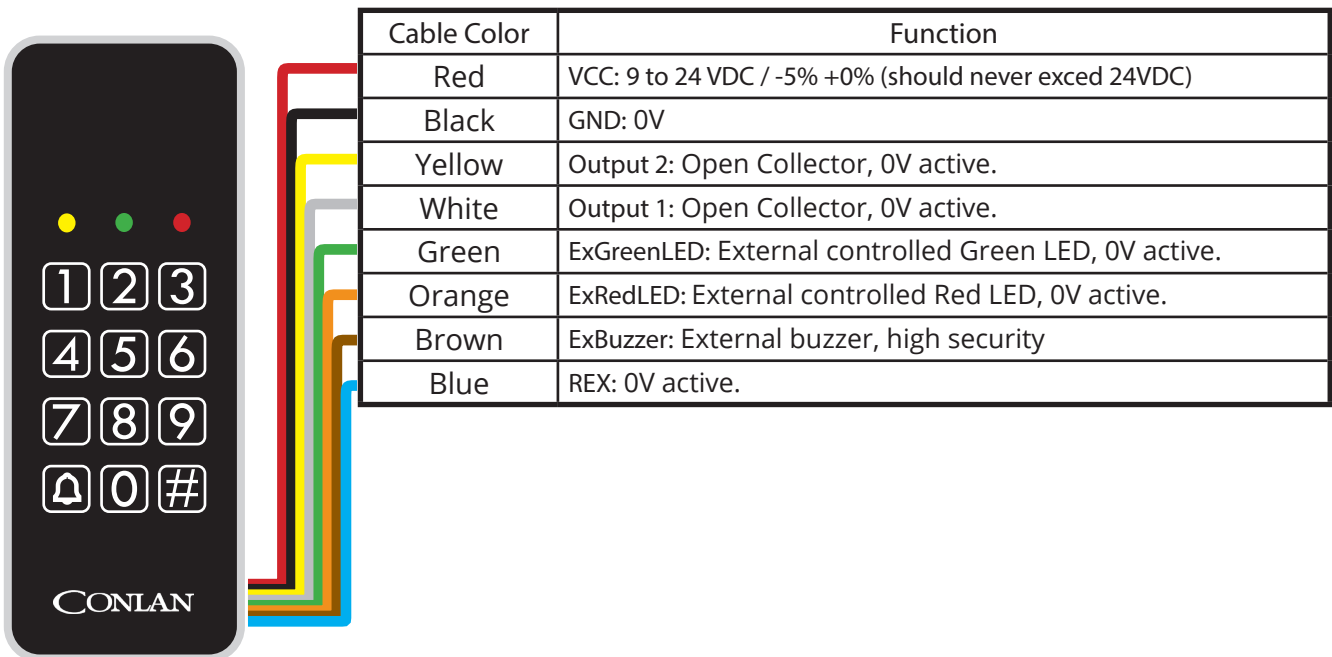 Cable Color Function
Red VCC: 9 to 24 VDC / -5% +0% (should never exced 24VDC)
Black GND: 0V
Yellow Output 2: Open Collector, 0V active.
White Output 1: Open Collector, 0V active.
Green ExGreenLED: External controlled Green LED, 0V active.
Orange ExRedLED: External controlled Red LED, 0V active.
Brown ExBuzzer: External buzzer, high security
Blue REX: 0V active.
1 2 3
4 5 6
7 8 9
0 #
CONLAN